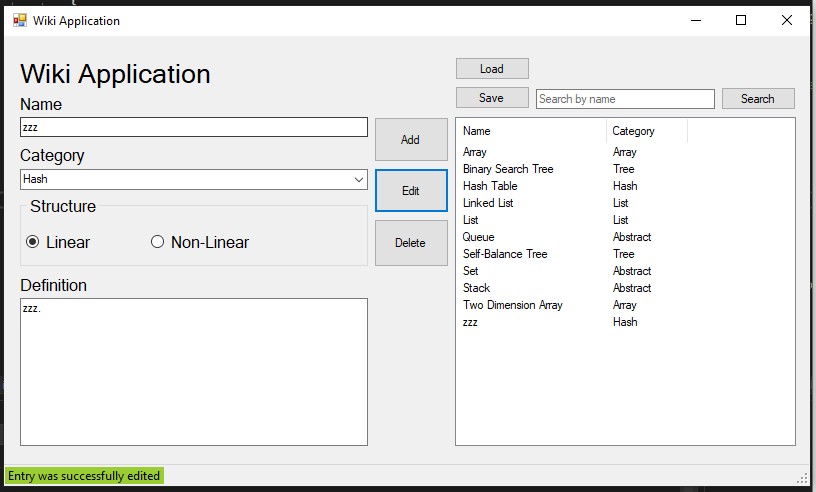 Wiki Application
Wiki Application
Name
zzz
Category
Hash
Structure
Linear Non-Linear
Definition
zzz.
Add
Edit
Delete
Load
Save Search by name Search
Name Category
Array Array
Binary Search Tree Tree
Hash Table Hash
Linked List List
List List
Queue Abstract
Self-Balance Tree Tree
Set Abstract
Stack Abstract
Two Dimension Array Array
zzz Hash
Entry was successfully edited